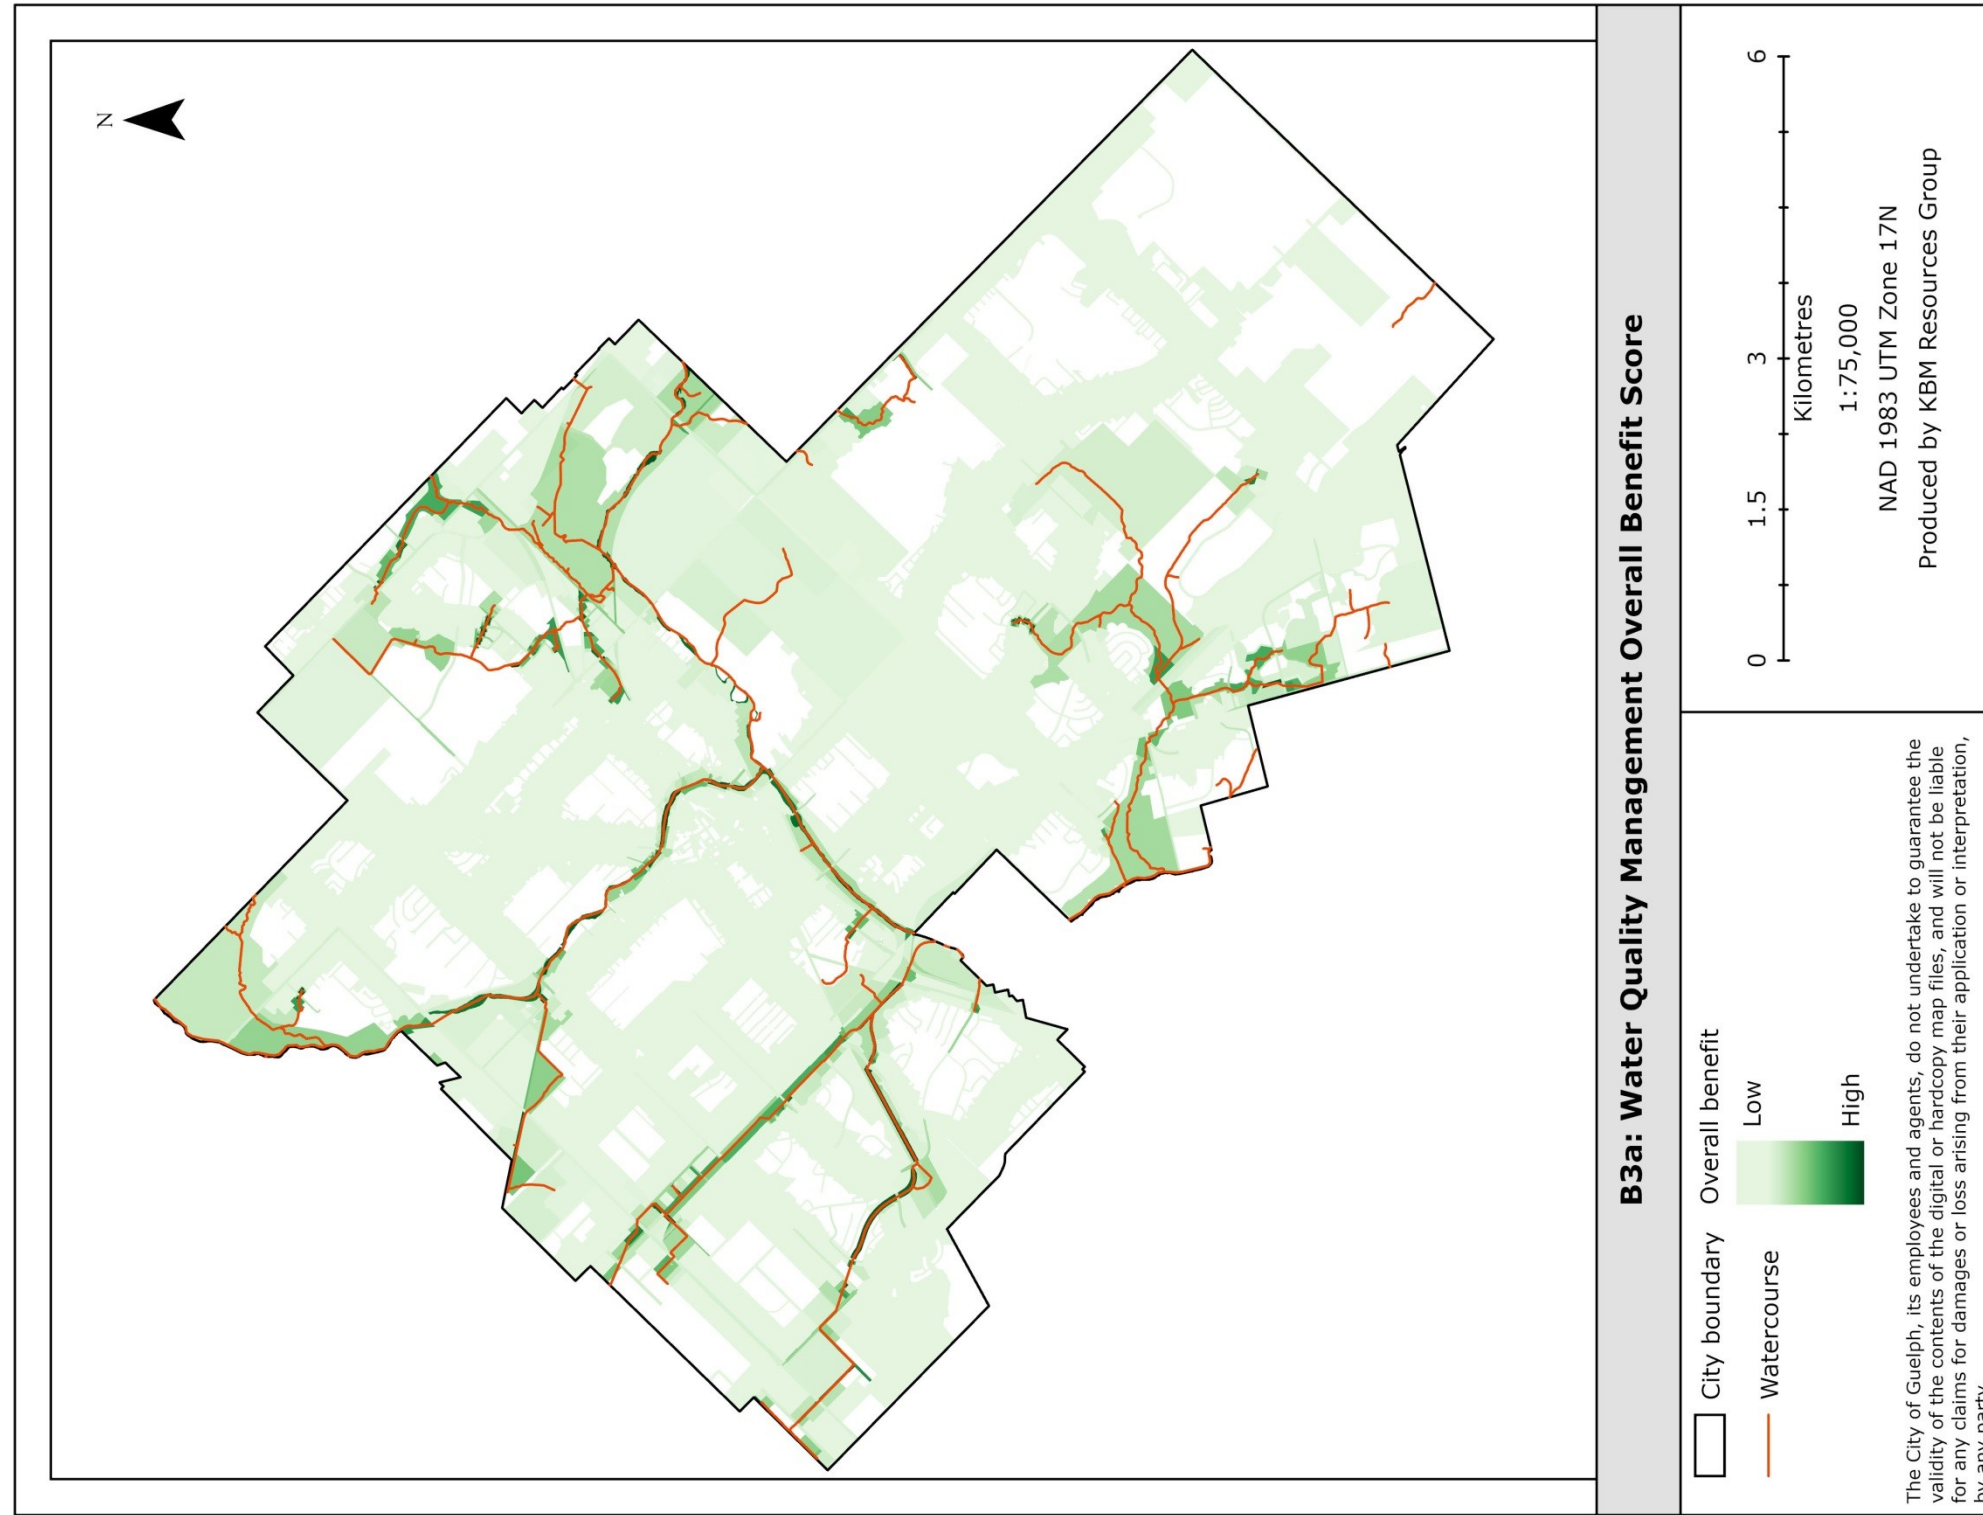 N
B3a: Water Quality Management Overall Benefit Score
City boundary
Watercourse
Overall benefit
Low
High
The City of Guelph, its employees and agents, do not undertake to guarantee the
validity of the contents of the digital or hardcopy map files, and will not be liable
for any claims for damages or loss arising from their application or interpretation,
by any party.
0 1.5 3 6
Kilometres
1:75,000
NAD 1983 UTM Zone 17N
Produced by KBM Resources Group